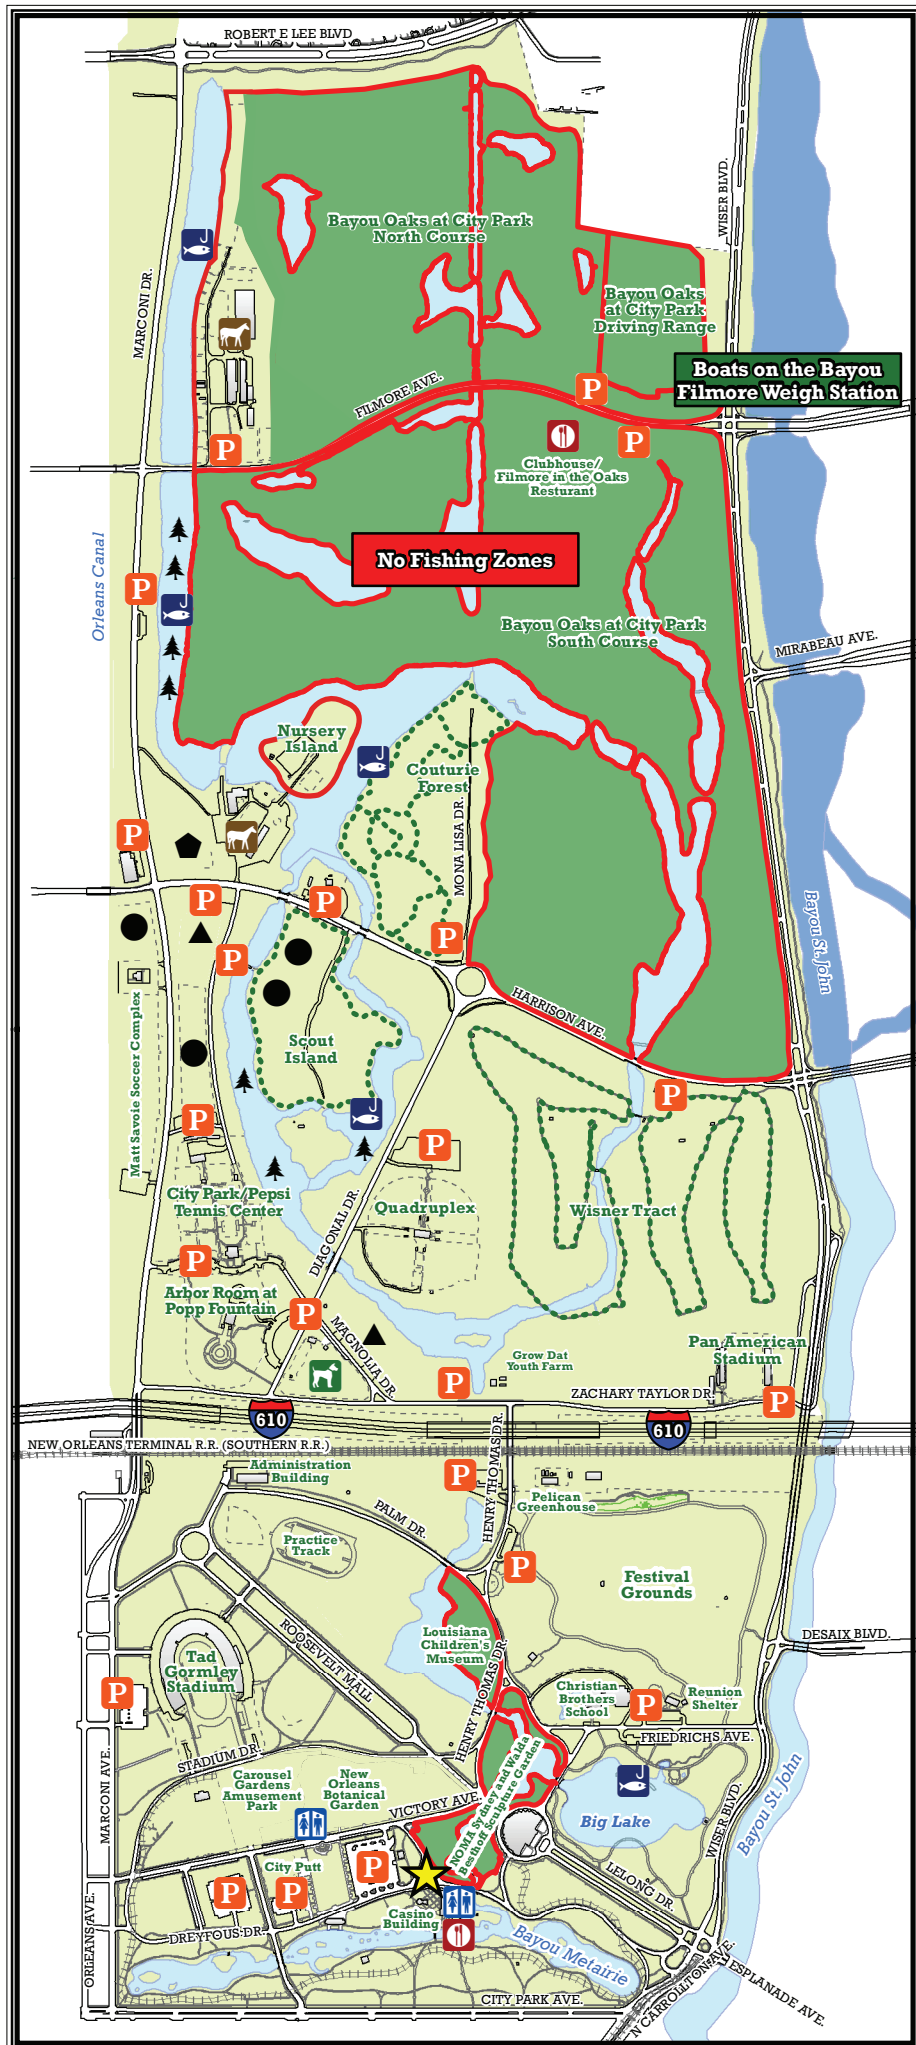 ROBERT E LEE BLVD
WISER BLVD.
Bayou Oaks at City Park
North Course
MARCONI DR.
Bayou Oaks
at City Park
Driving Range
Boats on the Bayou
Filmore Weigh Station
FILMORE AVE.
P
P
P
Clubhouse/
Filmore in the Oaks
Resturant
No Fishing Zones
Orleans Canal
P
Bayou Oaks at City Park
South Course
MIRABEAU AVE.
Nursery
Island
Couturie
Forest
MONA LISA DR.
P
P
P
P
P
Bayou St. John
HARRISON AVE.
Matt Savoie Soccer Complex
Scout
Island
P
P
P
City Park/Pepsi
Tennis Center
Quadruplex
Wisner Tract
DIAGONAL DR.
P
Arbor Room at
Popp Fountain
P
MAGNOLIA DR.
Pan American
Stadium
Grow Dat
Youth Farm
P
ZACHARY TAYLOR DR.
P
610
610
NEW ORLEANS TERMINAL R.R. (SOUTHERN R.R.)
HENRY THOMAS DR.
Administration
Building
P
Pelican
Greenhouse
PALM DR.
Practice
Track
P
Festival
Grounds
ROOSEVELT MALL
Louisiana
Children's
Museum
DESAIX BLVD.
Tad
Gormley
Stadium
P
HENRY THOMAS DR.
Christian
Brothers
School
P
Reunion
Shelter
FRIEDRICHS AVE.
STADIUM DR.
NOMA Sydney and Walda
Besthoff Sculpture Garden
MARCONI AVE.
Carousel
Gardens
Amusement
Park
New
Orleans
Botanical
Garden
VICTORY AVE.
Big Lake
WISER BLVD.
Bayou St. John
City Putt
P
P
P
LELONG DR.
Casino
Building
DREYFOUS DR.
ORLEANS AVE.
Bayou Metairie
CITY PARK AVE.
N CARROLLTON AVE.
ESPLANADE AVE.